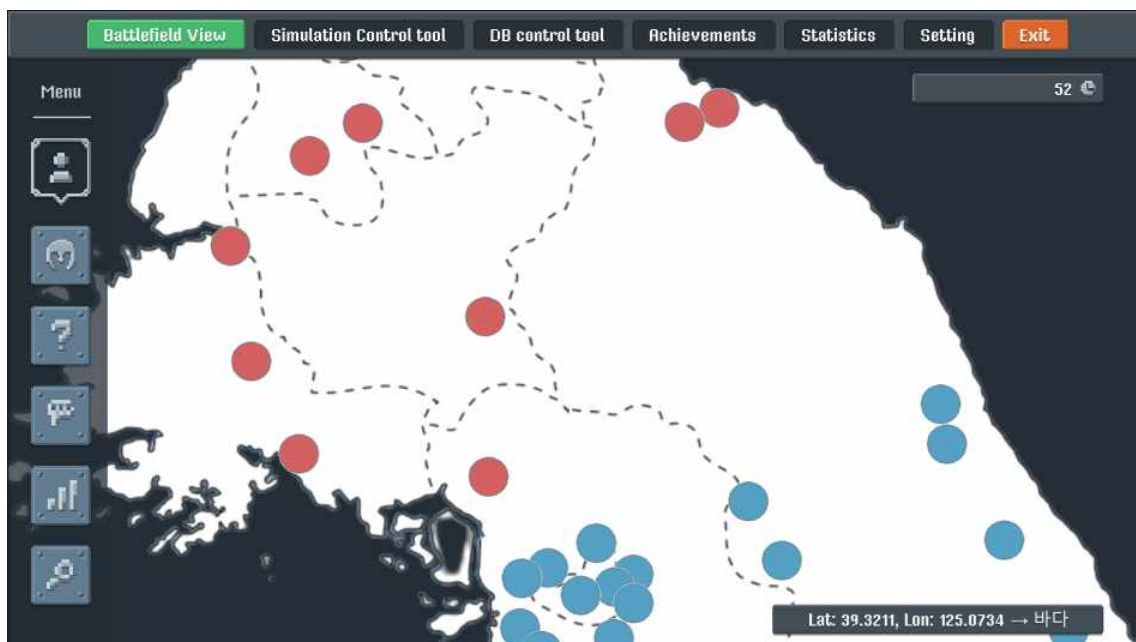 Battlefield View Simulation Control tool DB control tool Achievements Statistics Setting Exit
Menu
52
?
Lat: 39.3211, Lon: 125.0734 → 바다